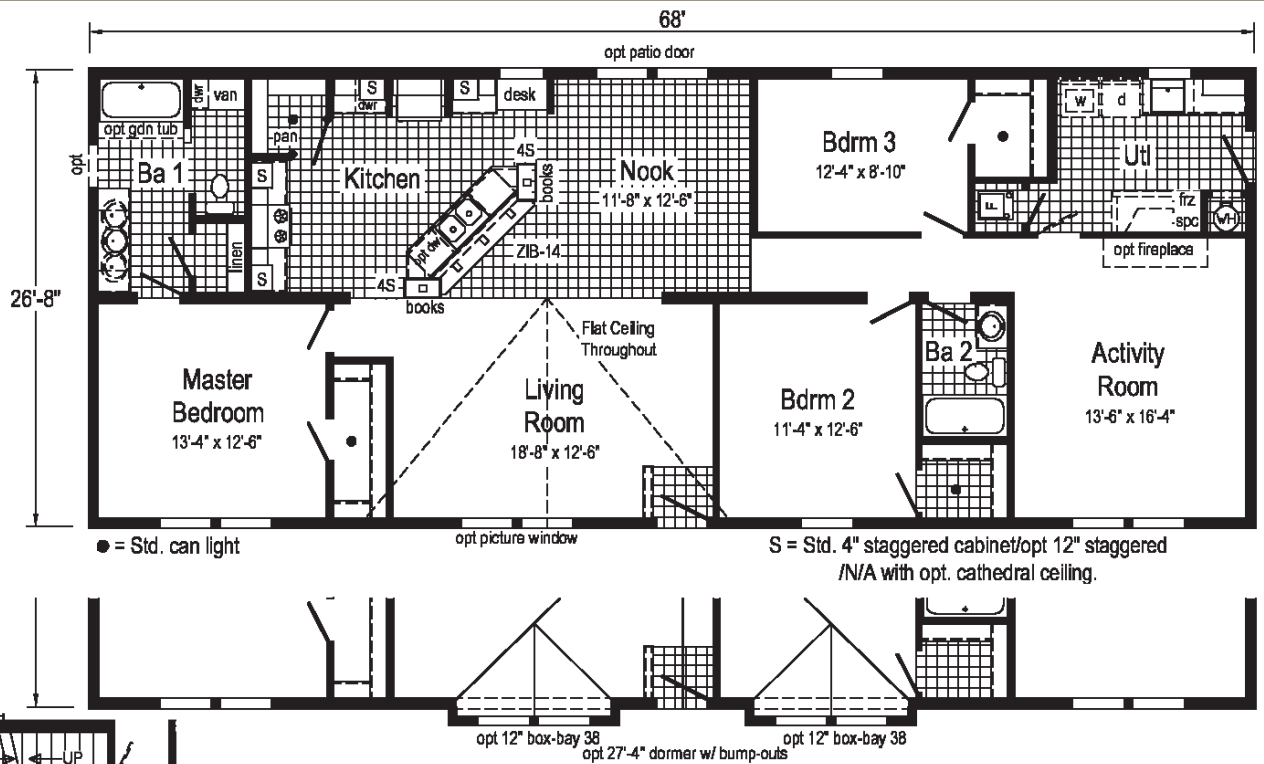 68'
opt patio door
dwr
van
opt gdn tub
opt
Ba 1
linen
pan
S
dwr
S
desk
S
Kitchen
4S
books
Nook
11'-8" x 12'-6"
opt dw
ZIB-14
S
4S
books
Bdrm 3
12'-4" x 8'-10"
w
d
Utl
F
frz
spc
WH
opt fireplace
26'-8"
Master
Bedroom
13'-4" x 12'-6"
Flat Ceiling
Throughout
Living
Room
18'-8" x 12'-6"
Bdrm 2
11'-4" x 12'-6"
Ba 2
Activity
Room
13'-6" x 16'-4"
● = Std. can light
opt picture window
S = Std. 4" staggered cabinet/opt 12" staggered
/N/A with opt. cathedral ceiling.
opt 12" box-bay 38
opt 12" box-bay 38
opt 27'-4" dormer w/ bump-outs
UP